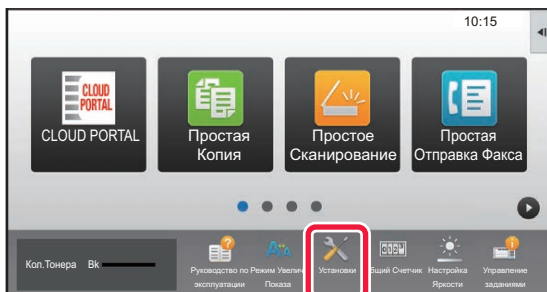 10:15
CLOUD
PORTAL
CLOUD PORTAL
Простая
Копия
Простое
Сканирование
Простая
Отправка Факса
Кол.Тонера Bk
Руководство по
эксплуатации
Режим Увелич
Показа
Установки
бщий Счетчик
Настройка
Яркости
Управление
заданиями